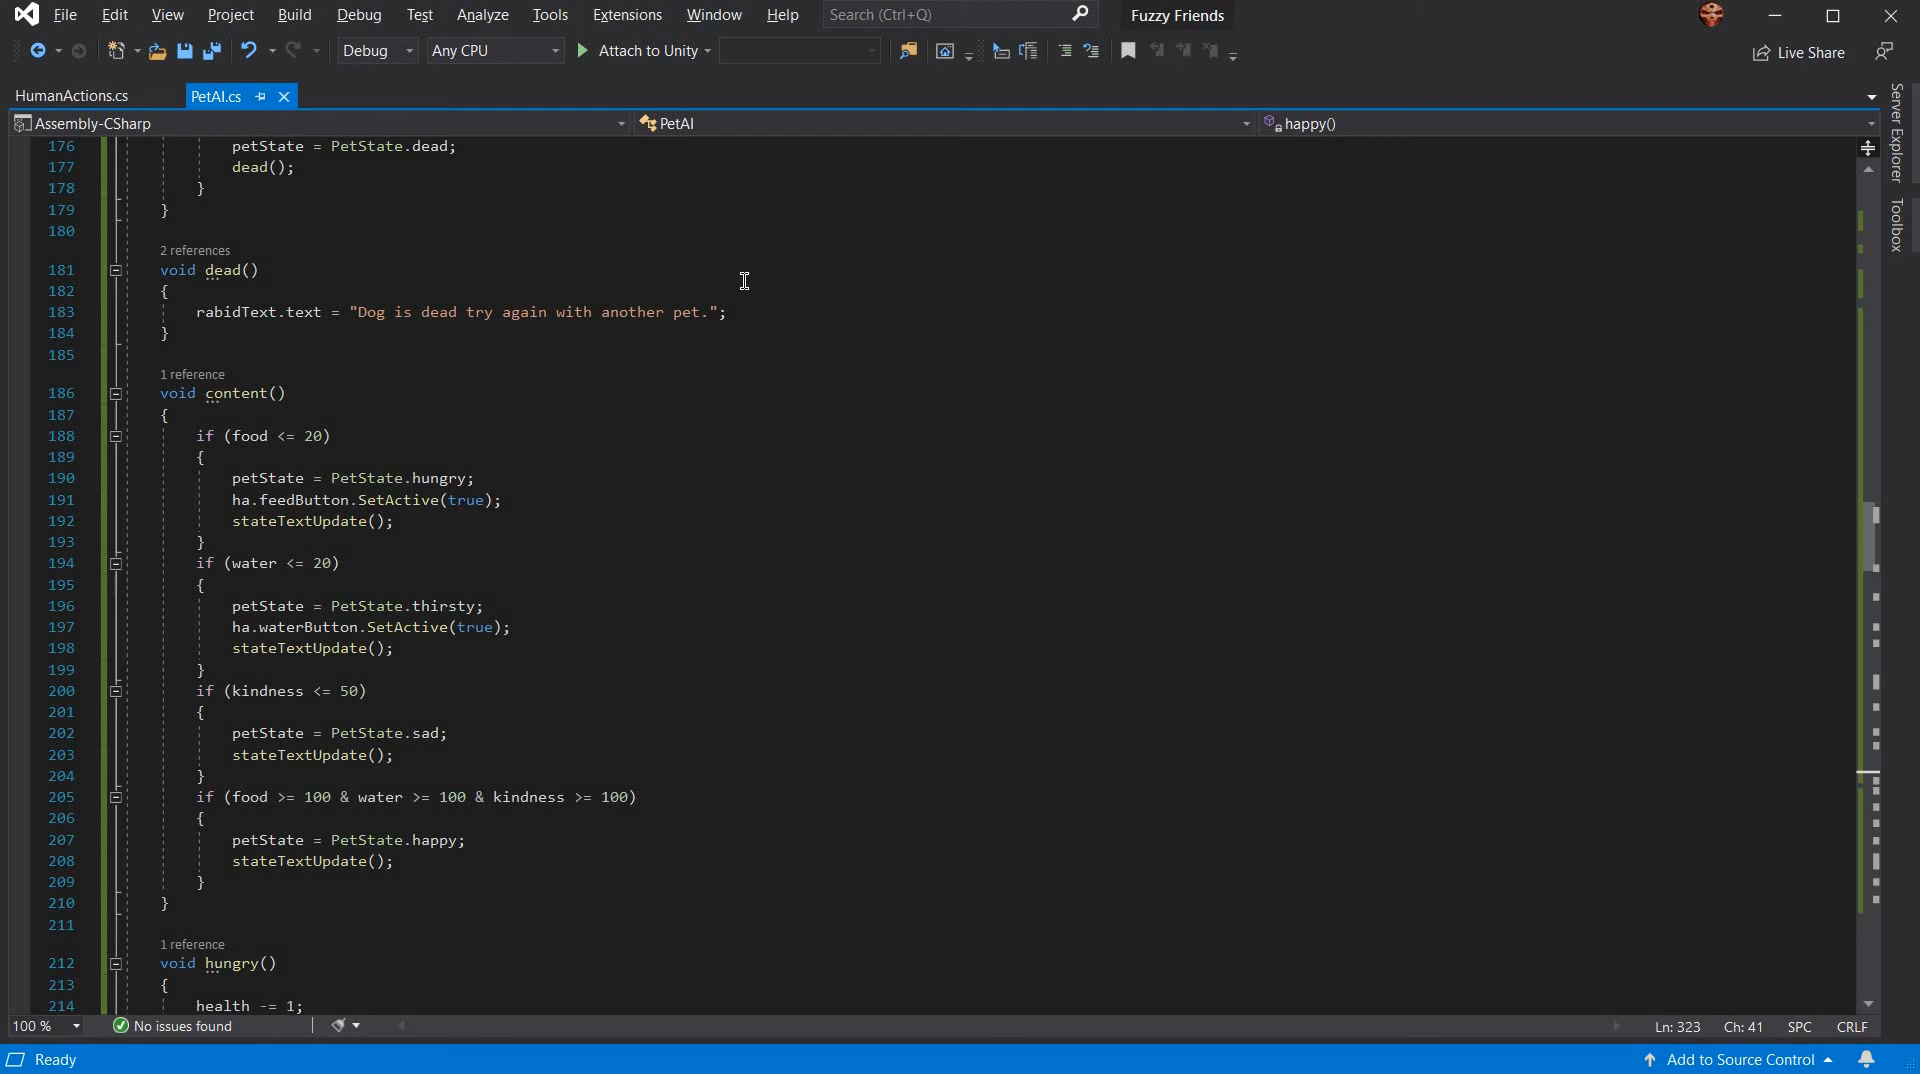 File Edit View Project Build Debug Test Analyze Tools Extensions Window Help Search (Ctrl+Q) Fuzzy Friends
Debug Any CPU Attach to Unity Live Share
HumanActions.cs PetAI.cs
Assembly-CSharp PetAI happy()
Server Explorer
Toolbox
176 petState = PetState.dead;
177 dead();
178 }
179 }
180
2 references
181 void dead()
182 {
183 rabidText.text = "Dog is dead try again with another pet.";
184 }
185
1 reference
186 void content()
187 {
188 if (food <= 20)
189 {
190 petState = PetState.hungry;
191 ha.feedButton.SetActive(true);
192 stateTextUpdate();
193 }
194 if (water <= 20)
195 {
196 petState = PetState.thirsty;
197 ha.waterButton.SetActive(true);
198 stateTextUpdate();
199 }
200 if (kindness <= 50)
201 {
202 petState = PetState.sad;
203 stateTextUpdate();
204 }
205 if (food >= 100 & water >= 100 & kindness >= 100)
206 {
207 petState = PetState.happy;
208 stateTextUpdate();
209 }
210 }
211
1 reference
212 void hungry()
213 {
214 health -= 1;
100 % No issues found Ln: 323 Ch: 41 SPC CRLF
Ready Add to Source Control